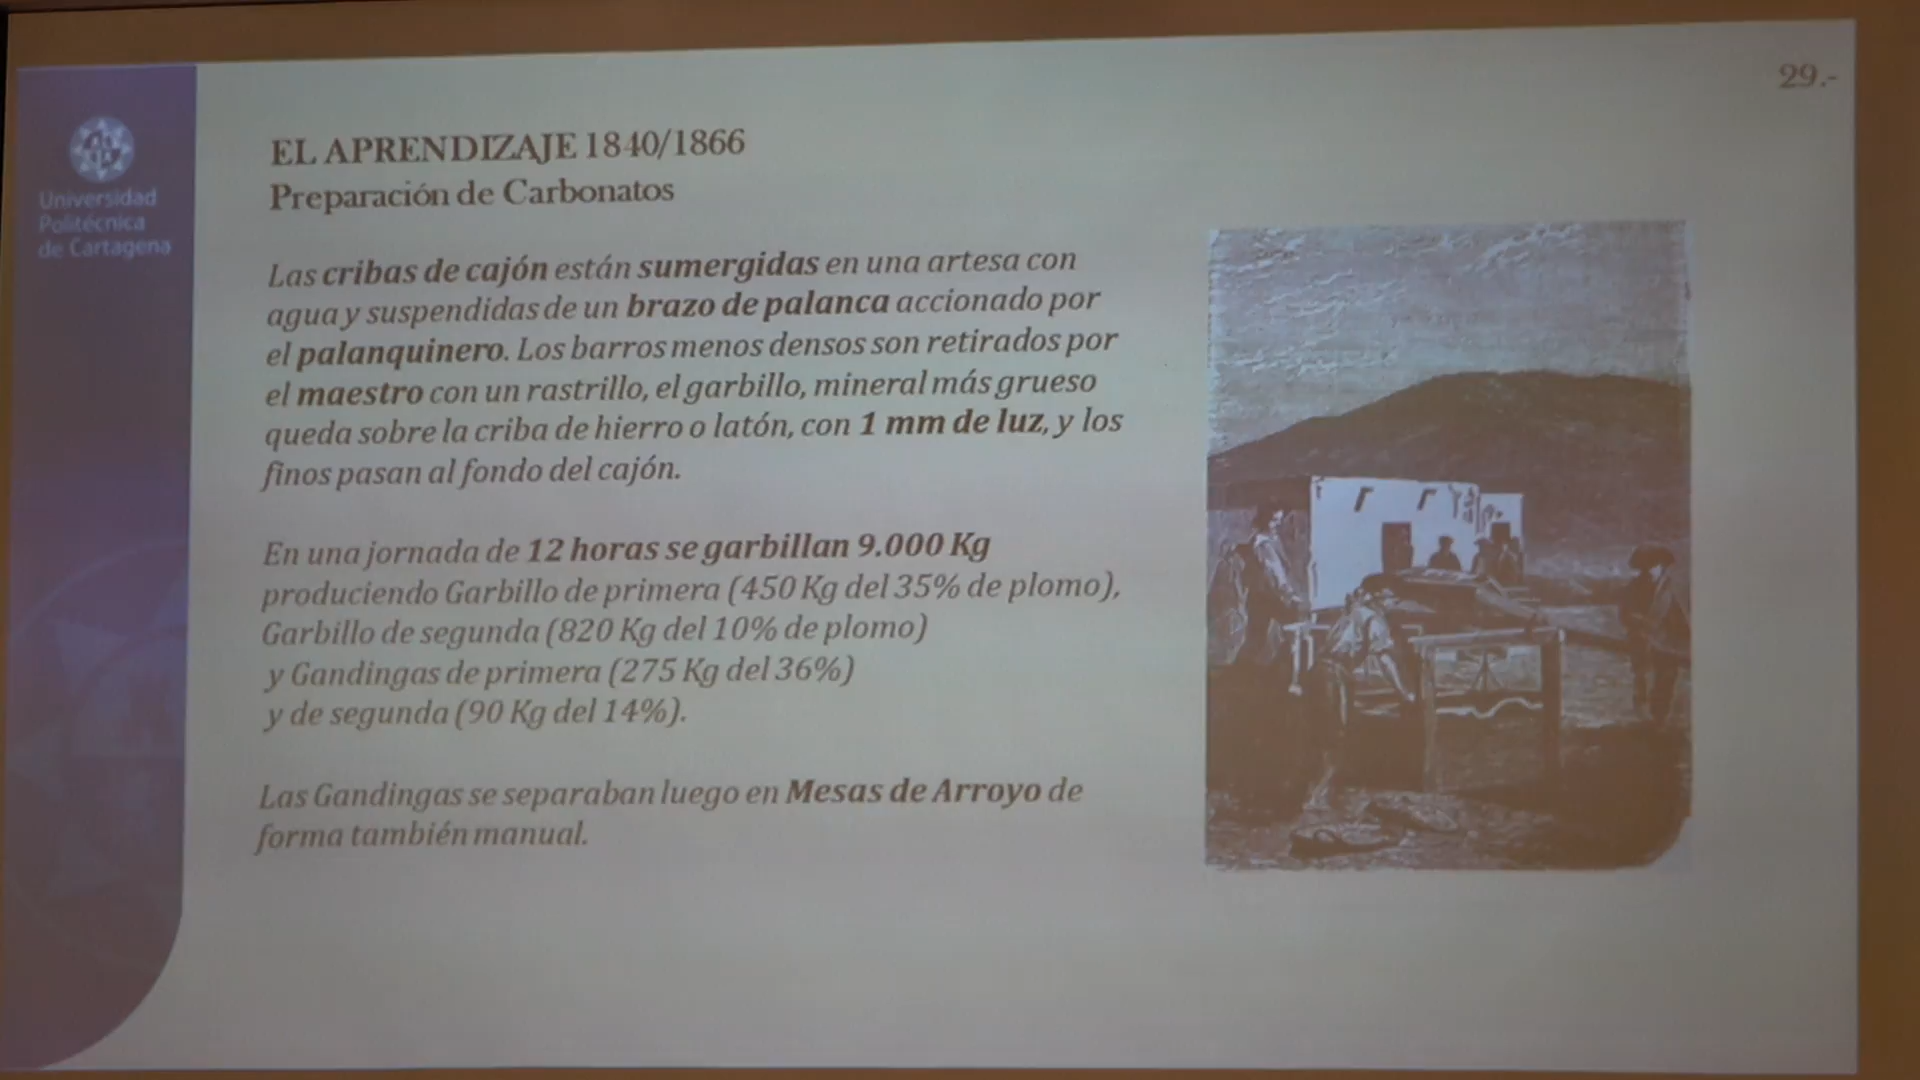 29.-
Universidad
Politécnica
de Cartagena
EL APRENDIZAJE 1840/1866
Preparación de Carbonatos
Las cribas de cajón están sumergidas en una artesa con
agua y suspendidas de un brazo de palanca accionado por
el palanquinero. Los barros menos densos son retirados por
el maestro con un rastrillo, el garbillo, mineral más grueso
queda sobre la criba de hierro o latón, con 1 mm de luz, y los
finos pasan al fondo del cajón.
En una jornada de 12 horas se garbillan 9.000 Kg
produciendo Garbillo de primera (450 Kg del 35% de plomo),
Garbillo de segunda (820 Kg del 10% de plomo)
y Gandingas de primera (275 Kg del 36%)
y de segunda (90 Kg del 14%).
Las Gandingas se separaban luego en Mesas de Arroyo de
forma también manual.